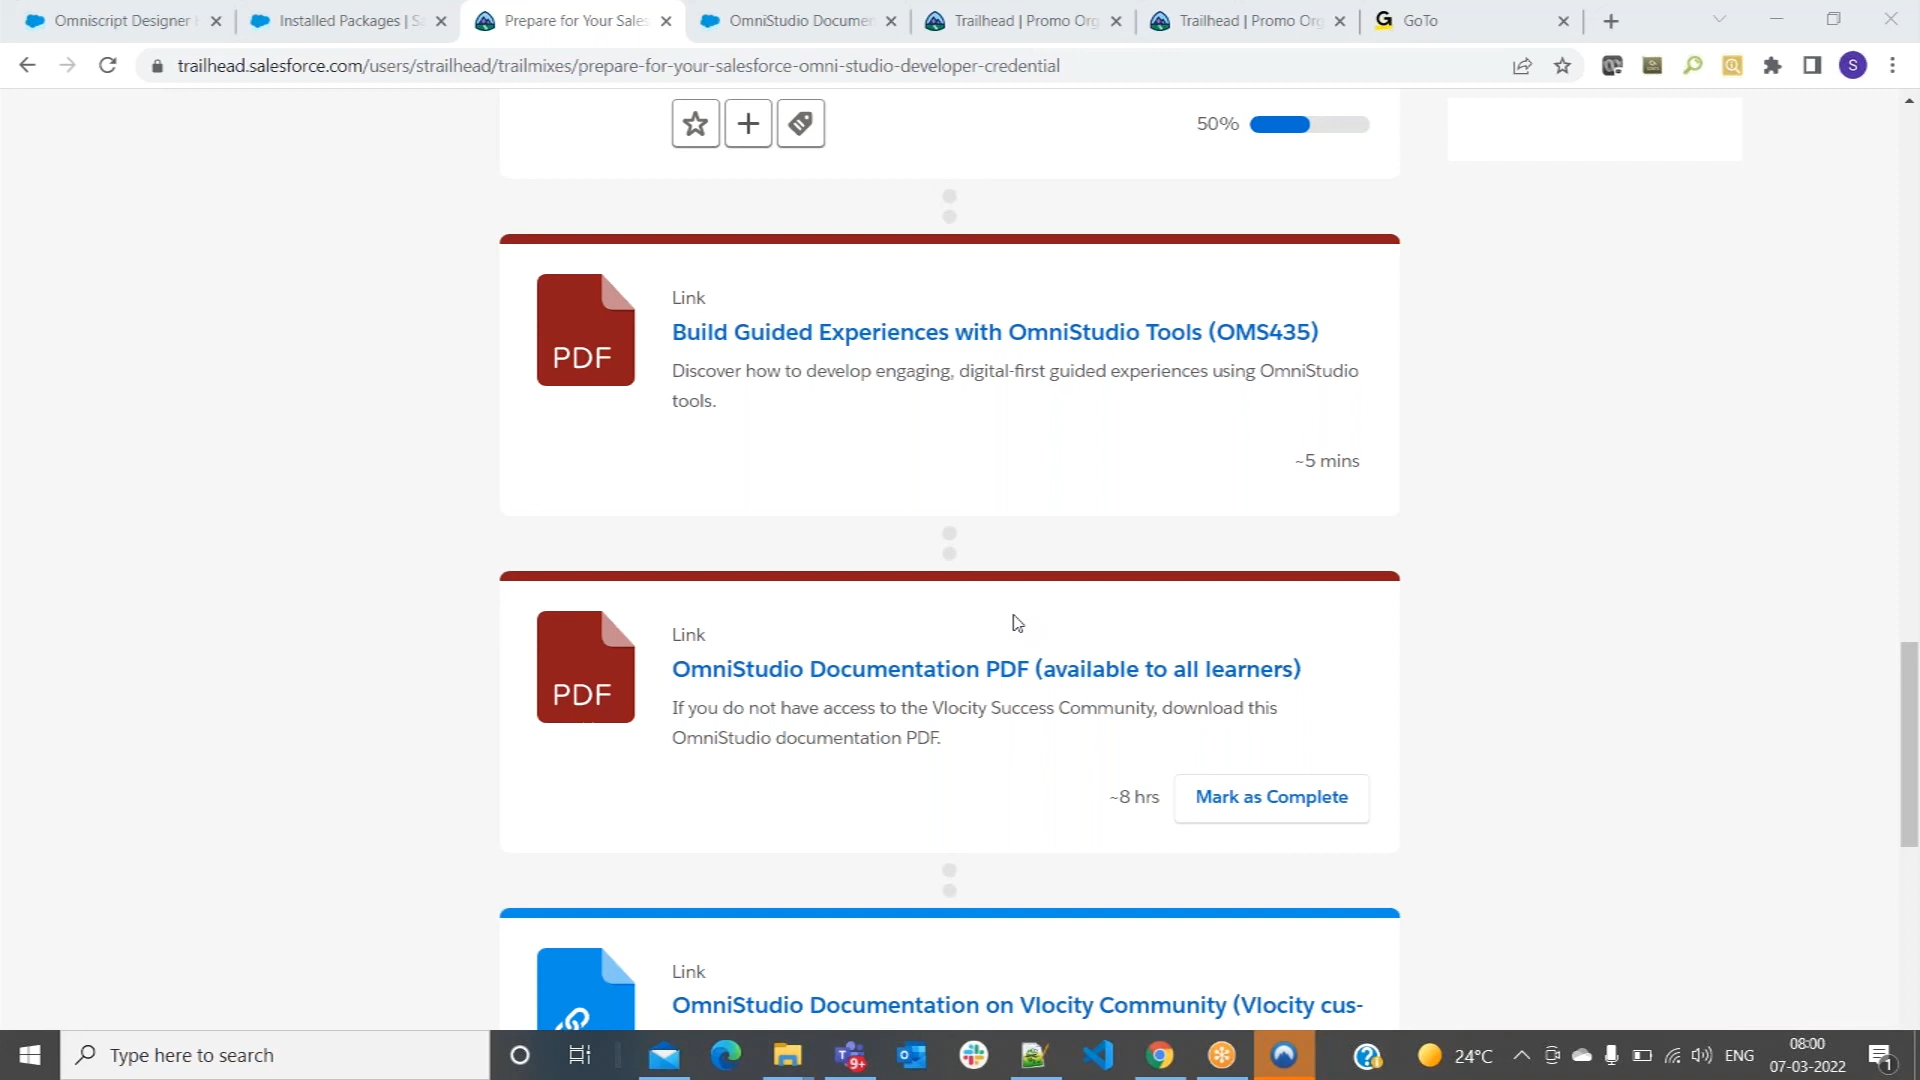 Omniscript Designer
Installed Packages | Sa
Prepare for Your Sales
OmniStudio Documen
Trailhead | Promo Org
Trailhead | Promo Org
G GoTo
trailhead.salesforce.com/users/strailhead/trailmixes/prepare-for-your-salesforce-omni-studio-developer-credential
S
50%
Link
PDF
Build Guided Experiences with OmniStudio Tools (OMS435)
Discover how to develop engaging, digital-first guided experiences using OmniStudio
tools.
~5 mins
Link
PDF
OmniStudio Documentation PDF (available to all learners)
If you do not have access to the Vlocity Success Community, download this
OmniStudio documentation PDF.
~8 hrs
Mark as Complete
Link
OmniStudio Documentation on Vlocity Community (Vlocity cus-
Type here to search
9+
24°C
ENG
08:00
07-03-2022
1